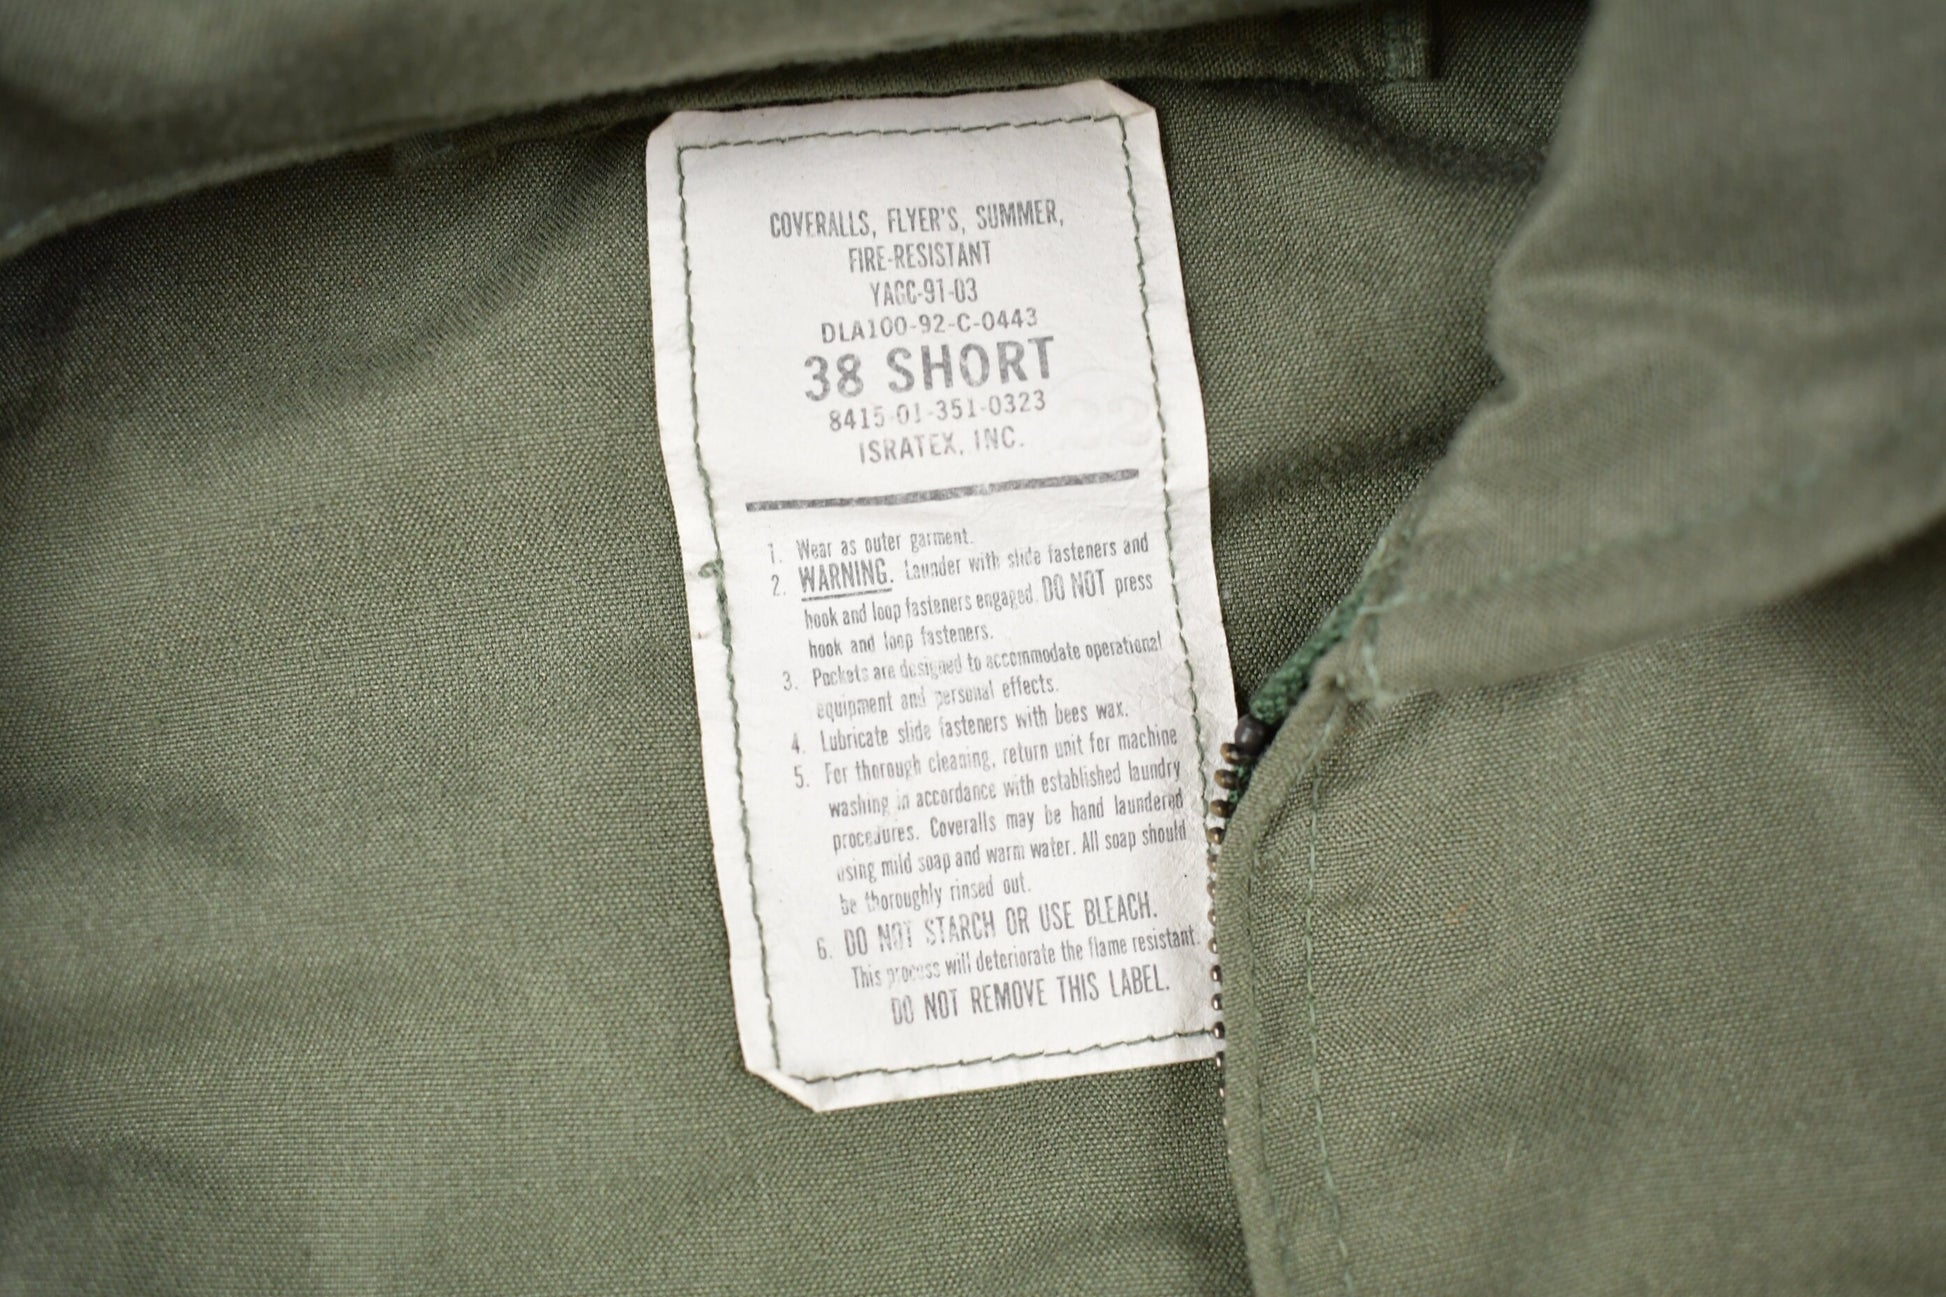 COVERALLS, FLYER'S, SUMMER,
FIRE-RESISTANT
YAGC-91-03
DLA100-92-C-0443
38 SHORT
8415-01-351-0323
ISRATEX, INC.
1. Wear as outer garment.
2. WARNING. Launder with slide fasteners and
hook and loop fasteners engaged. DO NOT press
hook and loop fasteners.
3. Pockets are designed to accommodate operational
equipment and personal effects.
4. Lubricate slide fasteners with bees wax.
5. For thorough cleaning, return unit for machine
washing in accordance with established laundry
procedures. Coveralls may be hand laundered
using mild soap and warm water. All soap should
be thoroughly rinsed out.
6. DO NOT STARCH OR USE BLEACH.
This process will deteriorate the flame resistant.
DO NOT REMOVE THIS LABEL.